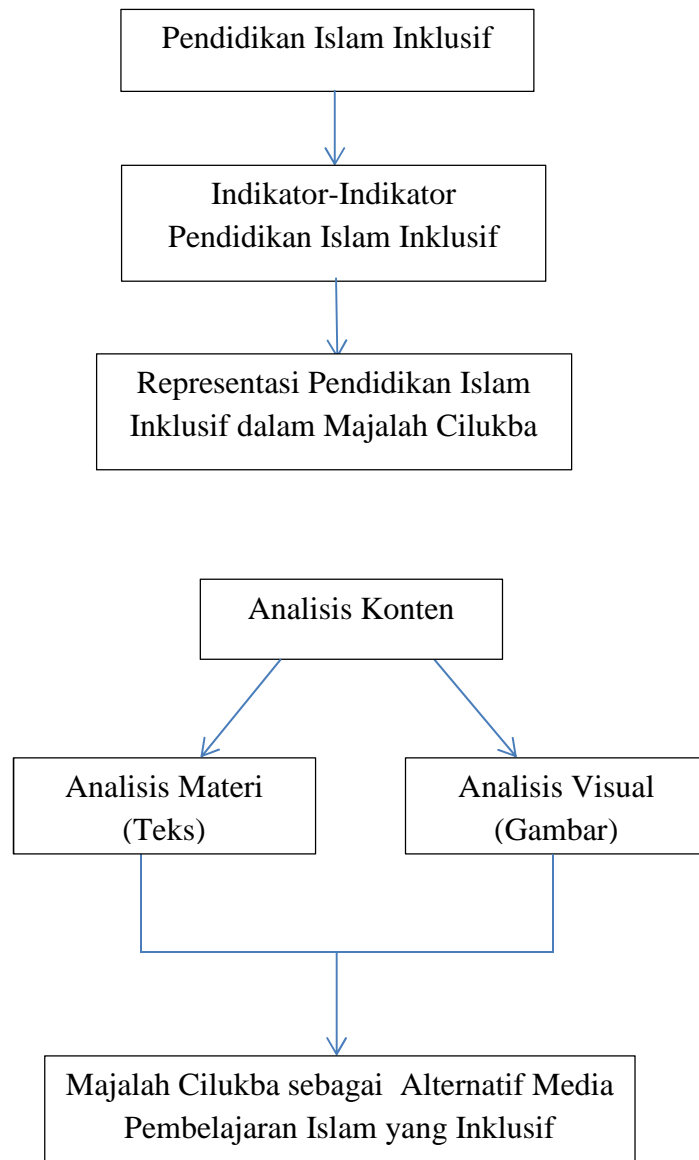 Pendidikan Islam Inklusif
Indikator-Indikator
Pendidikan Islam Inklusif
Representasi Pendidikan Islam
Inklusif dalam Majalah Cilukba
Analisis Konten
Analisis Materi
(Teks)
Analisis Visual
(Gambar)
Majalah Cilukba sebagai  Alternatif Media
Pembelajaran Islam yang Inklusif